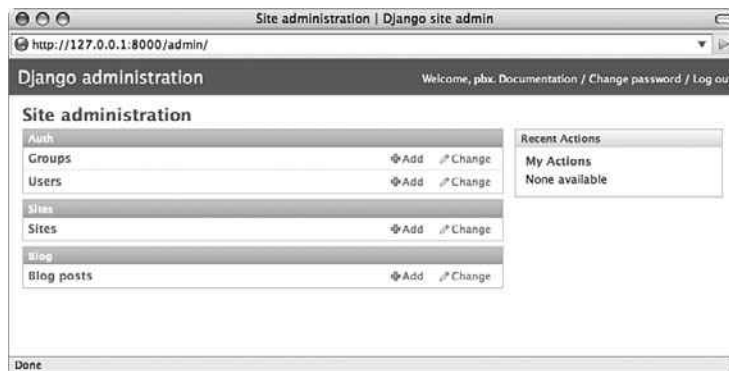 Site administration | Django site admin
http://127.0.0.1:8000/admin/
Django administration
Welcome, pbx. Documentation / Change password / Log out
Site administration
Auth
Groups Add Change
Users Add Change
Sites
Sites Add Change
Blog
Blog posts Add Change
Recent Actions
My Actions
None available
Done